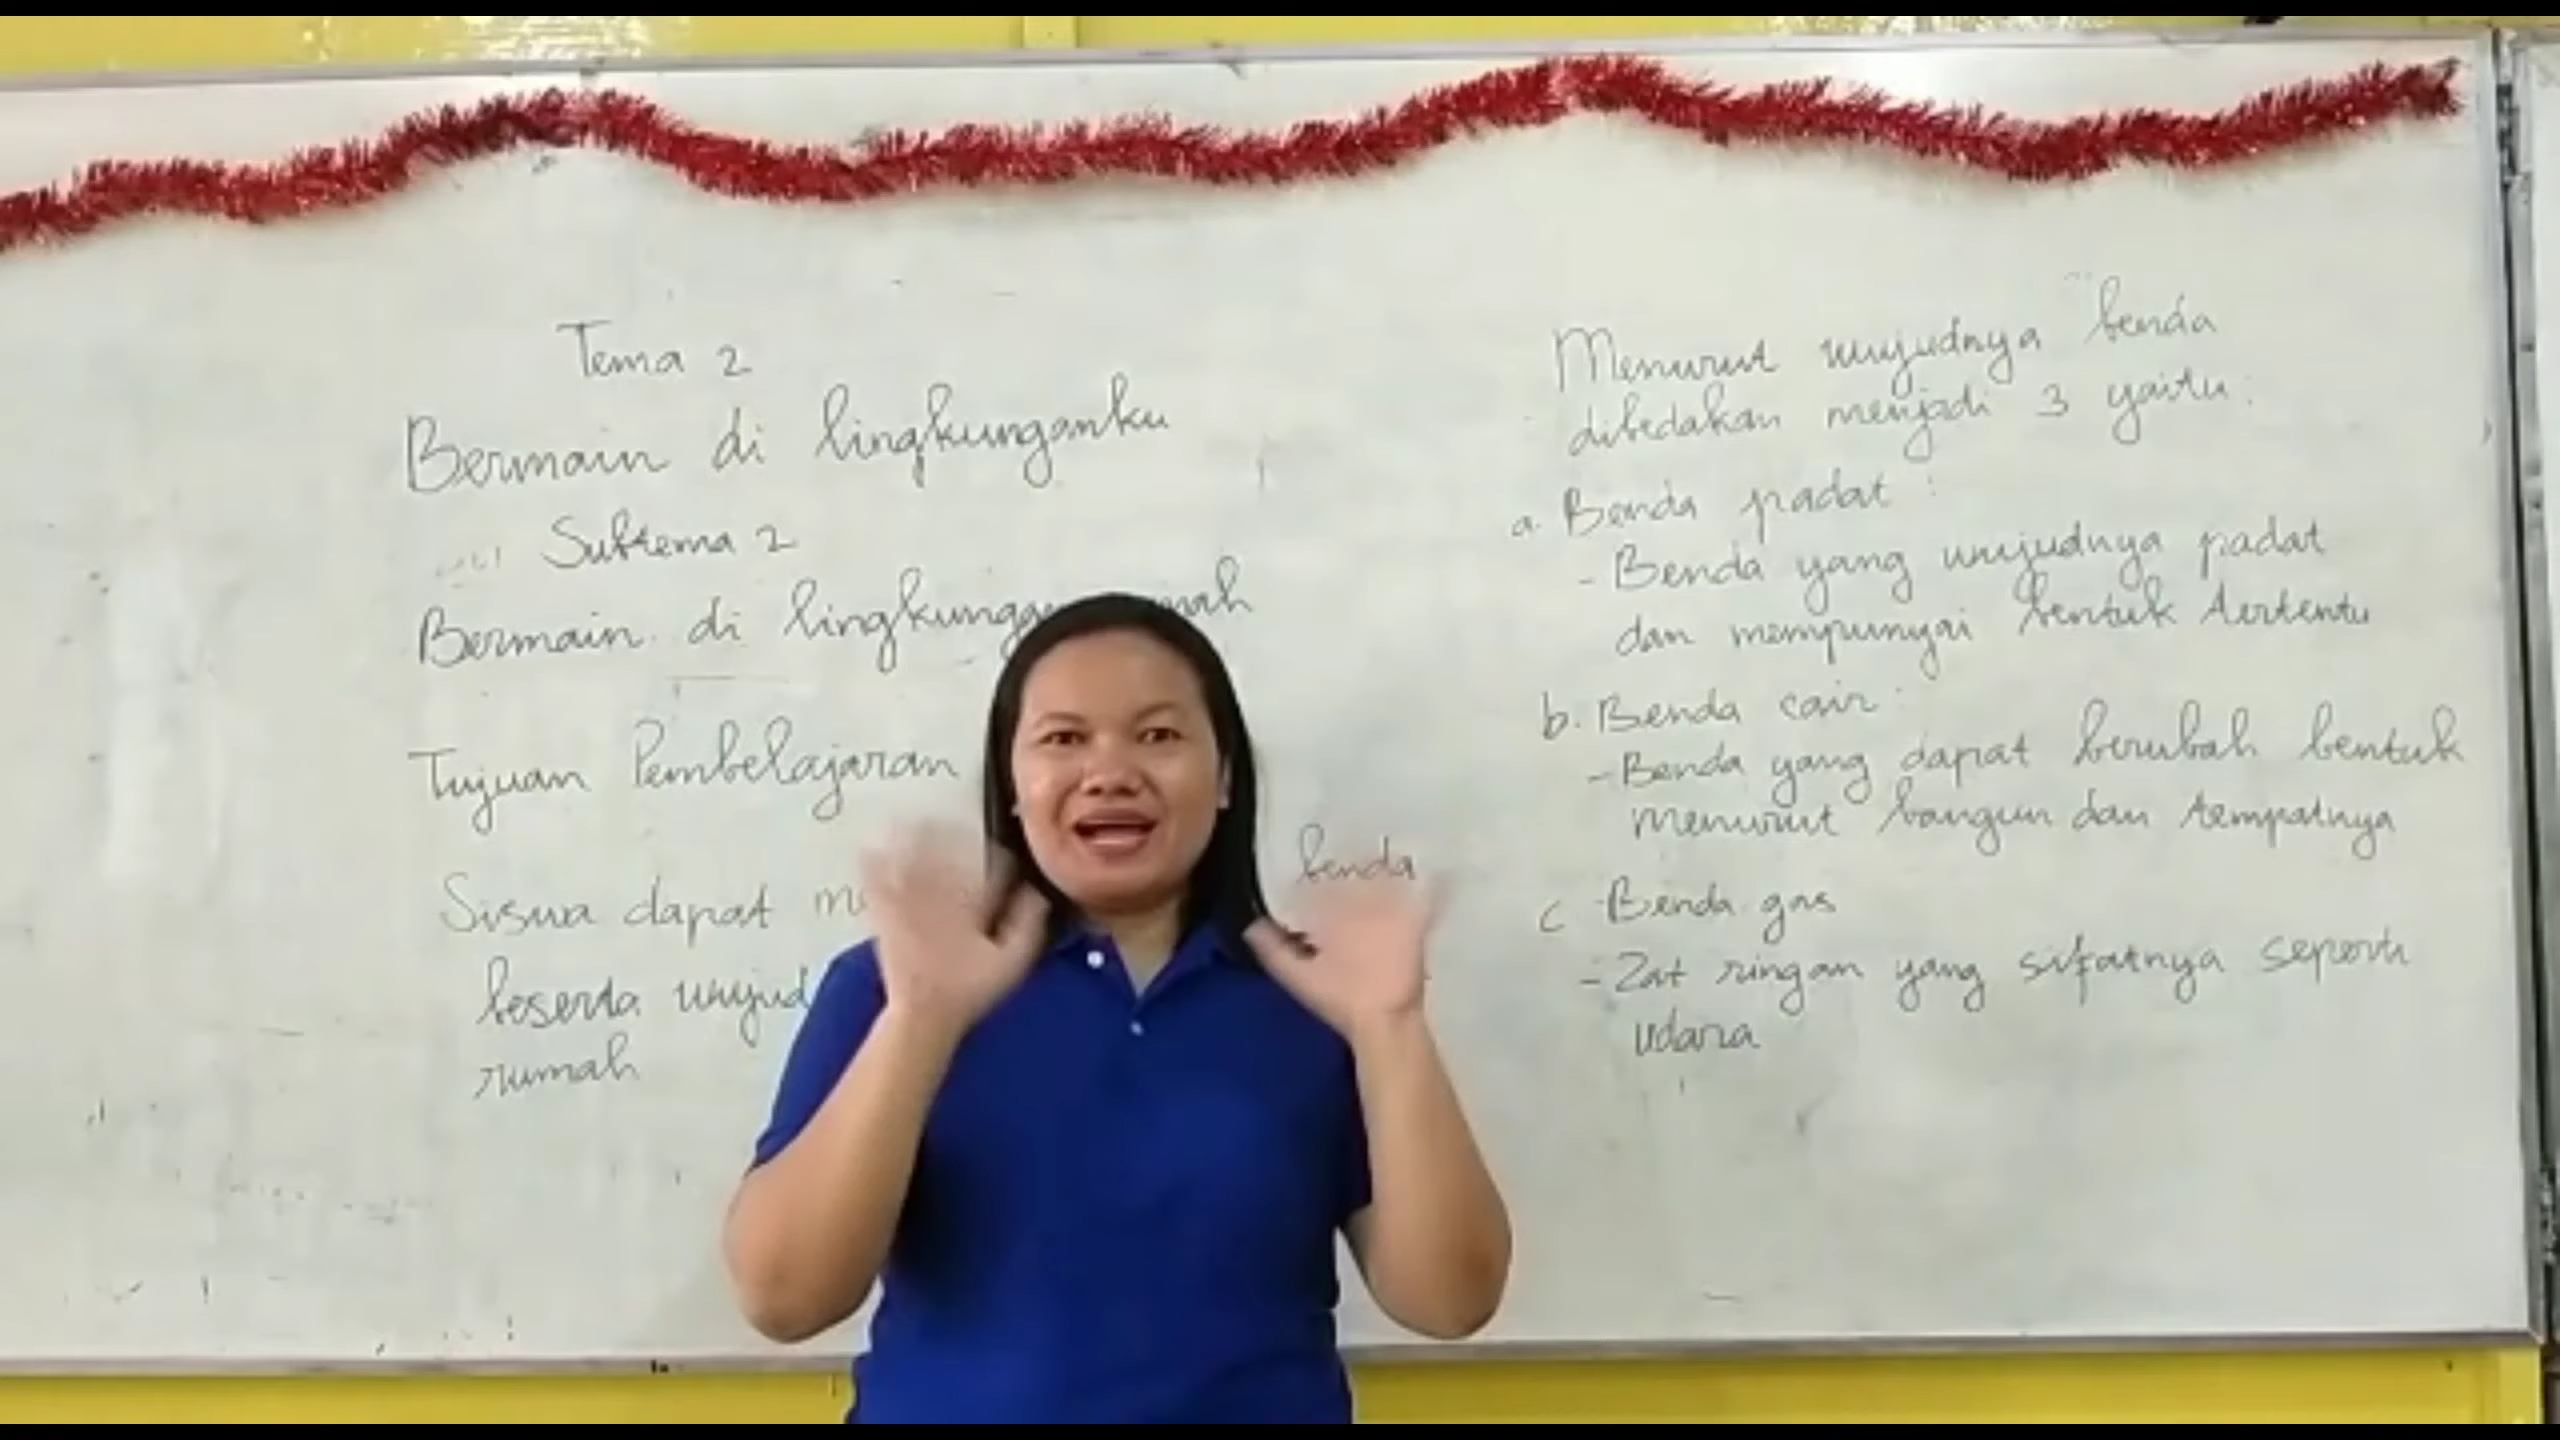 Tema 2
Bermain di lingkunganku
Subtema 2
Bermain di
Tujuan Pembelajaran
Siswa dapat benda
beserta wujud
rumah
Menurut wujudnya benda
dibedakan menjadi 3 yaitu:
a. Benda padat :
- Benda yang wujudnya padat
dan mempunyai bentuk tertentu
b. Benda cair :
- Benda yang dapat berubah bentuk
menurut bangun dan tempatnya
c Benda gas
- Zat ringan yang sifatnya seperti
udara